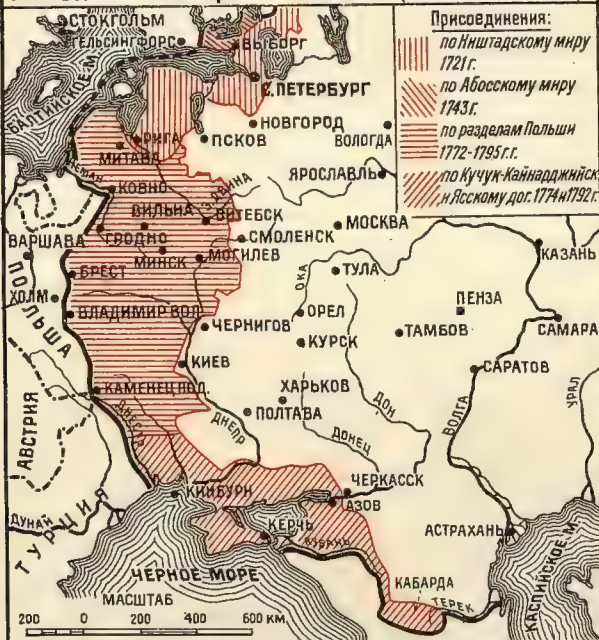 Присоединения:
по Ништадскому миру
1721 г.
по Абосскому миру
1743 г.
по разделам Польши
1772-1795 г.г.
по Кучук-Кайнарджийск.
и Ясскому дог. 1774 и 1792 г.
СТОКГОЛЬМ
ГЕЛЬСИНГФОРС
ВЫБОРГ
С. ПЕТЕРБУРГ
БАЛТИЙСКОЕ М.
НОВГОРОД
РИГА
ПСКОВ
ВОЛОГДА
МИТАВА
ЯРОСЛАВЛЬ
НЕМАН
КОВНО
З. ДВИНА
ВИЛЬНА
ВИТЕБСК
МОСКВА
ВАРШАВА
ГРОДНО
СМОЛЕНСК
КАЗАНЬ
МИНСК
МОГИЛЕВ
ПОЛЬША
БРЕСТ
ОКА
ТУЛА
ХОЛМ
ПЕНЗА
ВЛАДИМИР ВОЛ.
ОРЕЛ
ЧЕРНИГОВ
ТАМБОВ
САМАРА
КУРСК
КИЕВ
САРАТОВ
КАМЕНЕЦ ПОД.
ХАРЬКОВ
ДОН
УРАЛ
АВСТРИЯ
ДНЕСТР
ДНЕПР
ПОЛТАВА
ВОЛГА
ДОНЕЦ
КИНБУРН
ЧЕРКАССК
АЗОВ
ДУНАЙ
ТУРЦИЯ
КЕРЧЬ
КУБАНЬ
АСТРАХАНЬ
КАСПИЙСКОЕ М.
ЧЕРНОЕ МОРЕ
КАБАРДА
ТЕРЕК
МАСШТАБ
200 0 200 400 600 КМ.